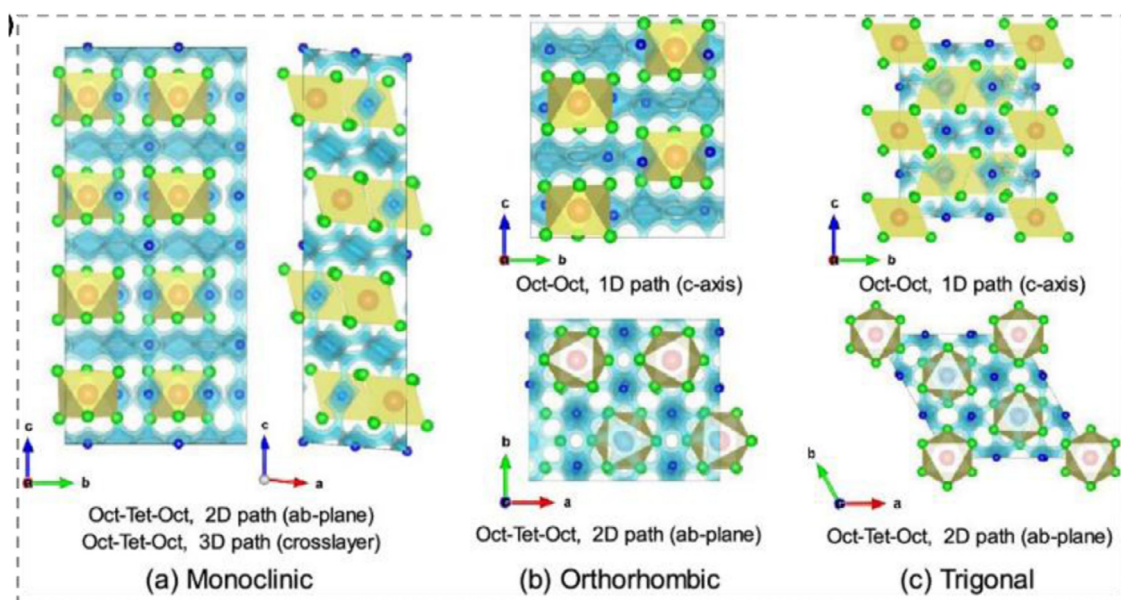 c
b
c
a
Oct-Tet-Oct, 2D path (ab-plane)
Oct-Tet-Oct, 3D path (crosslayer)
(a) Monoclinic
c
b
Oct-Oct, 1D path (c-axis)
b
a
Oct-Tet-Oct, 2D path (ab-plane)
(b) Orthorhombic
c
b
Oct-Oct, 1D path (c-axis)
b
a
Oct-Tet-Oct, 2D path (ab-plane)
(c) Trigonal